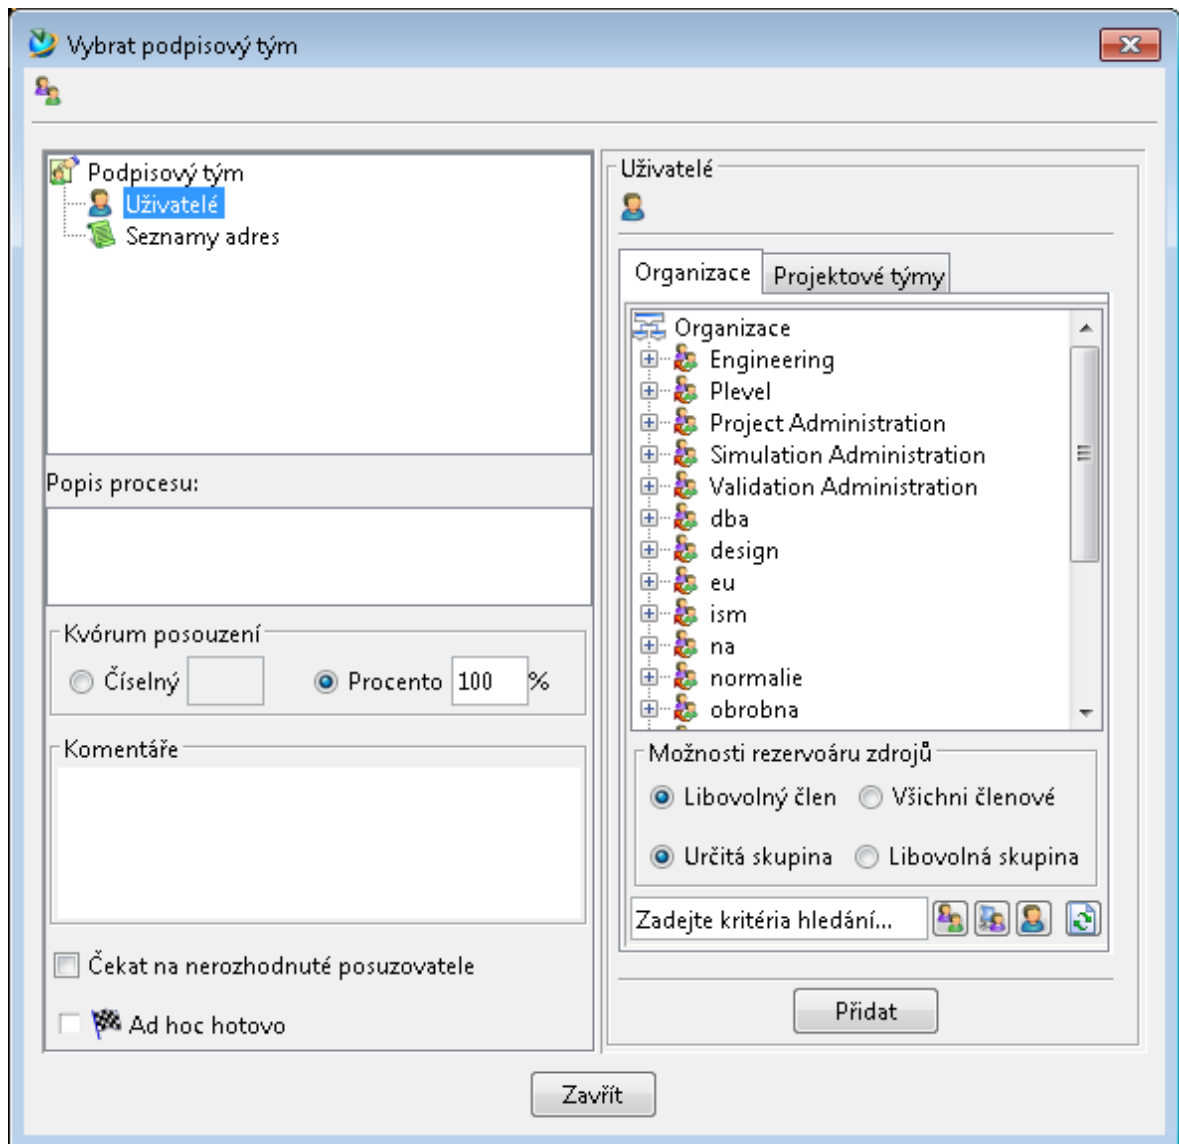 Vybrat podpisový tým
Podpisový tým
Uživatelé
Seznamy adres
Popis procesu:
Kvórum posouzení
Číselný
Procento 100 %
Komentáře
Čekat na nerozhodnuté posuzovatele
Ad hoc hotovo
Uživatelé
Organizace Projektové týmy
Organizace
Engineering
Plevel
Project Administration
Simulation Administration
Validation Administration
dba
design
eu
ism
na
normalie
obrobna
Možnosti rezervoáru zdrojů
Libovolný člen Všichni členové
Určitá skupina Libovolná skupina
Zadejte kritéria hledání...
Přidat
Zavřít